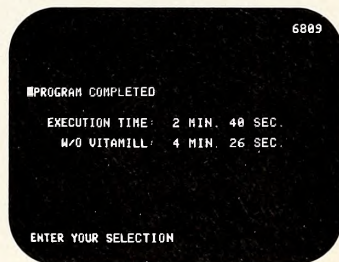 6809
PROGRAM COMPLETED
EXECUTION TIME: 2 MIN. 40 SEC.
W/O VITAMILL: 4 MIN. 26 SEC.
ENTER YOUR SELECTION